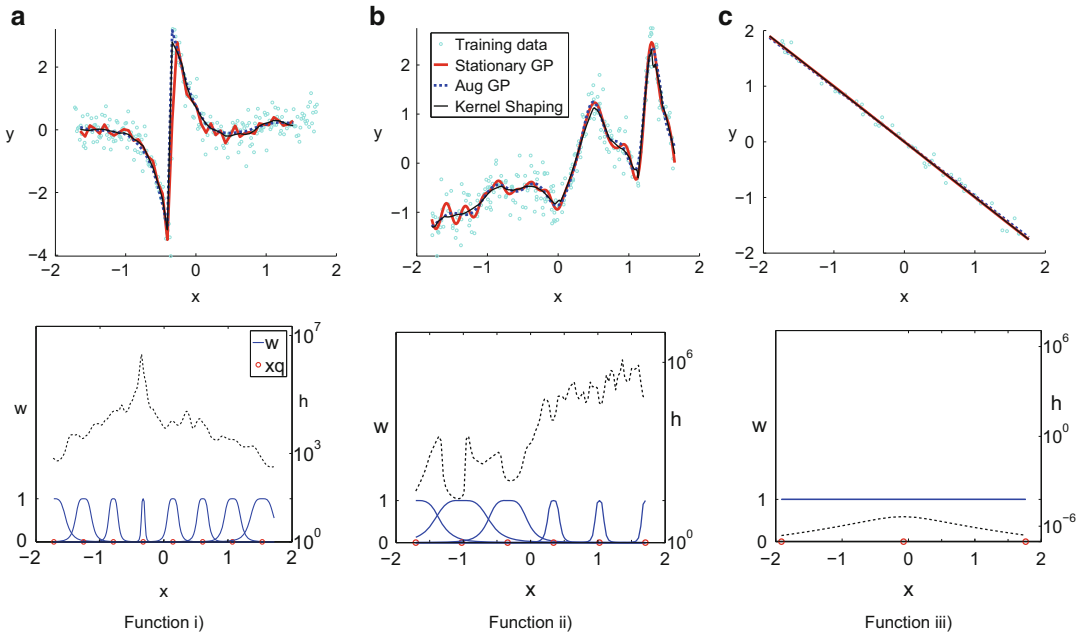 a
b
c
Training data
Stationary GP
Aug GP
Kernel Shaping
y
2
0
−2
−4
−2
−1
0
1
2
x
y
2
1
0
−1
−2
−1
0
1
2
x
y
2
1
0
−1
−2
−2
−1
0
1
2
x
w
xq
w
1
0
h
10^7
10^3
10^0
−2
−1
0
1
2
x
w
1
0
h
10^6
10^0
−2
−1
0
1
2
x
w
1
0
h
10^6
10^0
10^−6
−2
−1
0
1
2
x
Function i)
Function ii)
Function iii)